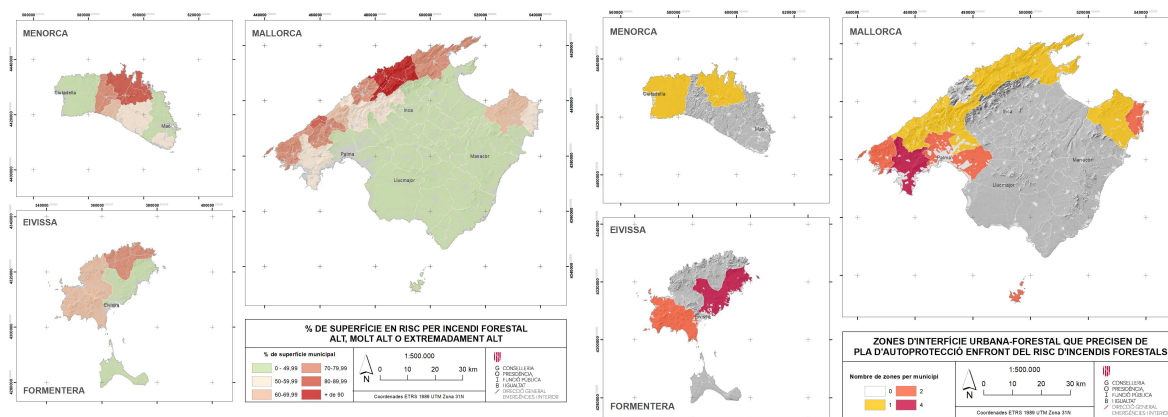 MENORCA
Ciutadella
Maó
MALLORCA
Inca
Palma
Manacor
Llucmajor
EIVISSA
Eivissa
FORMENTERA
% DE SUPERFÍCIE EN RISC PER INCENDI FORESTAL
ALT, MOLT ALT O EXTREMADAMENT ALT
% de superfície municipal
0 - 49,99
50-59,99
60-69,99
70-79,99
80-89,99
+ de 90
N
1:500.000
0 10 20 30 km
Coordenades ETRS 1989 UTM Zona 31N
G CONSELLERIA
O PRESIDÈNCIA,
I FUNCIÓ PÚBLICA
B I IGUALTAT
DIRECCIÓ GENERAL
EMERGÈNCIES I INTERIOR
MENORCA
Ciutadella
Maó
MALLORCA
Inca
Palma
Manacor
Llucmajor
EIVISSA
Eivissa
FORMENTERA
ZONES D'INTERFÍCIE URBANA-FORESTAL QUE PRECISEN DE
PLA D'AUTOPROTECCIÓ ENFRONT DEL RISC D'INCENDIS FORESTALS
Nombre de zones per municipi
0
1
2
4
N
1:500.000
0 10 20 30 km
Coordenades ETRS 1989 UTM Zona 31N
G CONSELLERIA
O PRESIDÈNCIA,
I FUNCIÓ PÚBLICA
B I IGUALTAT
DIRECCIÓ GENERAL
EMERGÈNCIES I INTERIOR